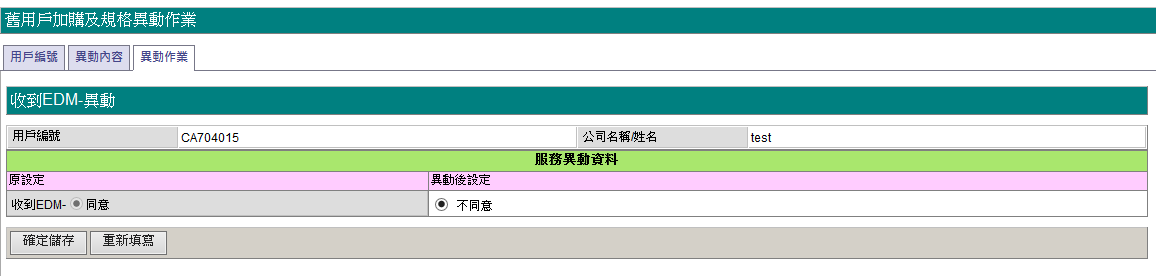 舊用戶加購及規格異動作業
用戶編號 異動內容 異動作業
收到EDM-異動
用戶編號 CA704015 公司名稱/姓名 test
服務異動資料
原設定 異動後設定
收到EDM- 同意 不同意
確定儲存 重新填寫